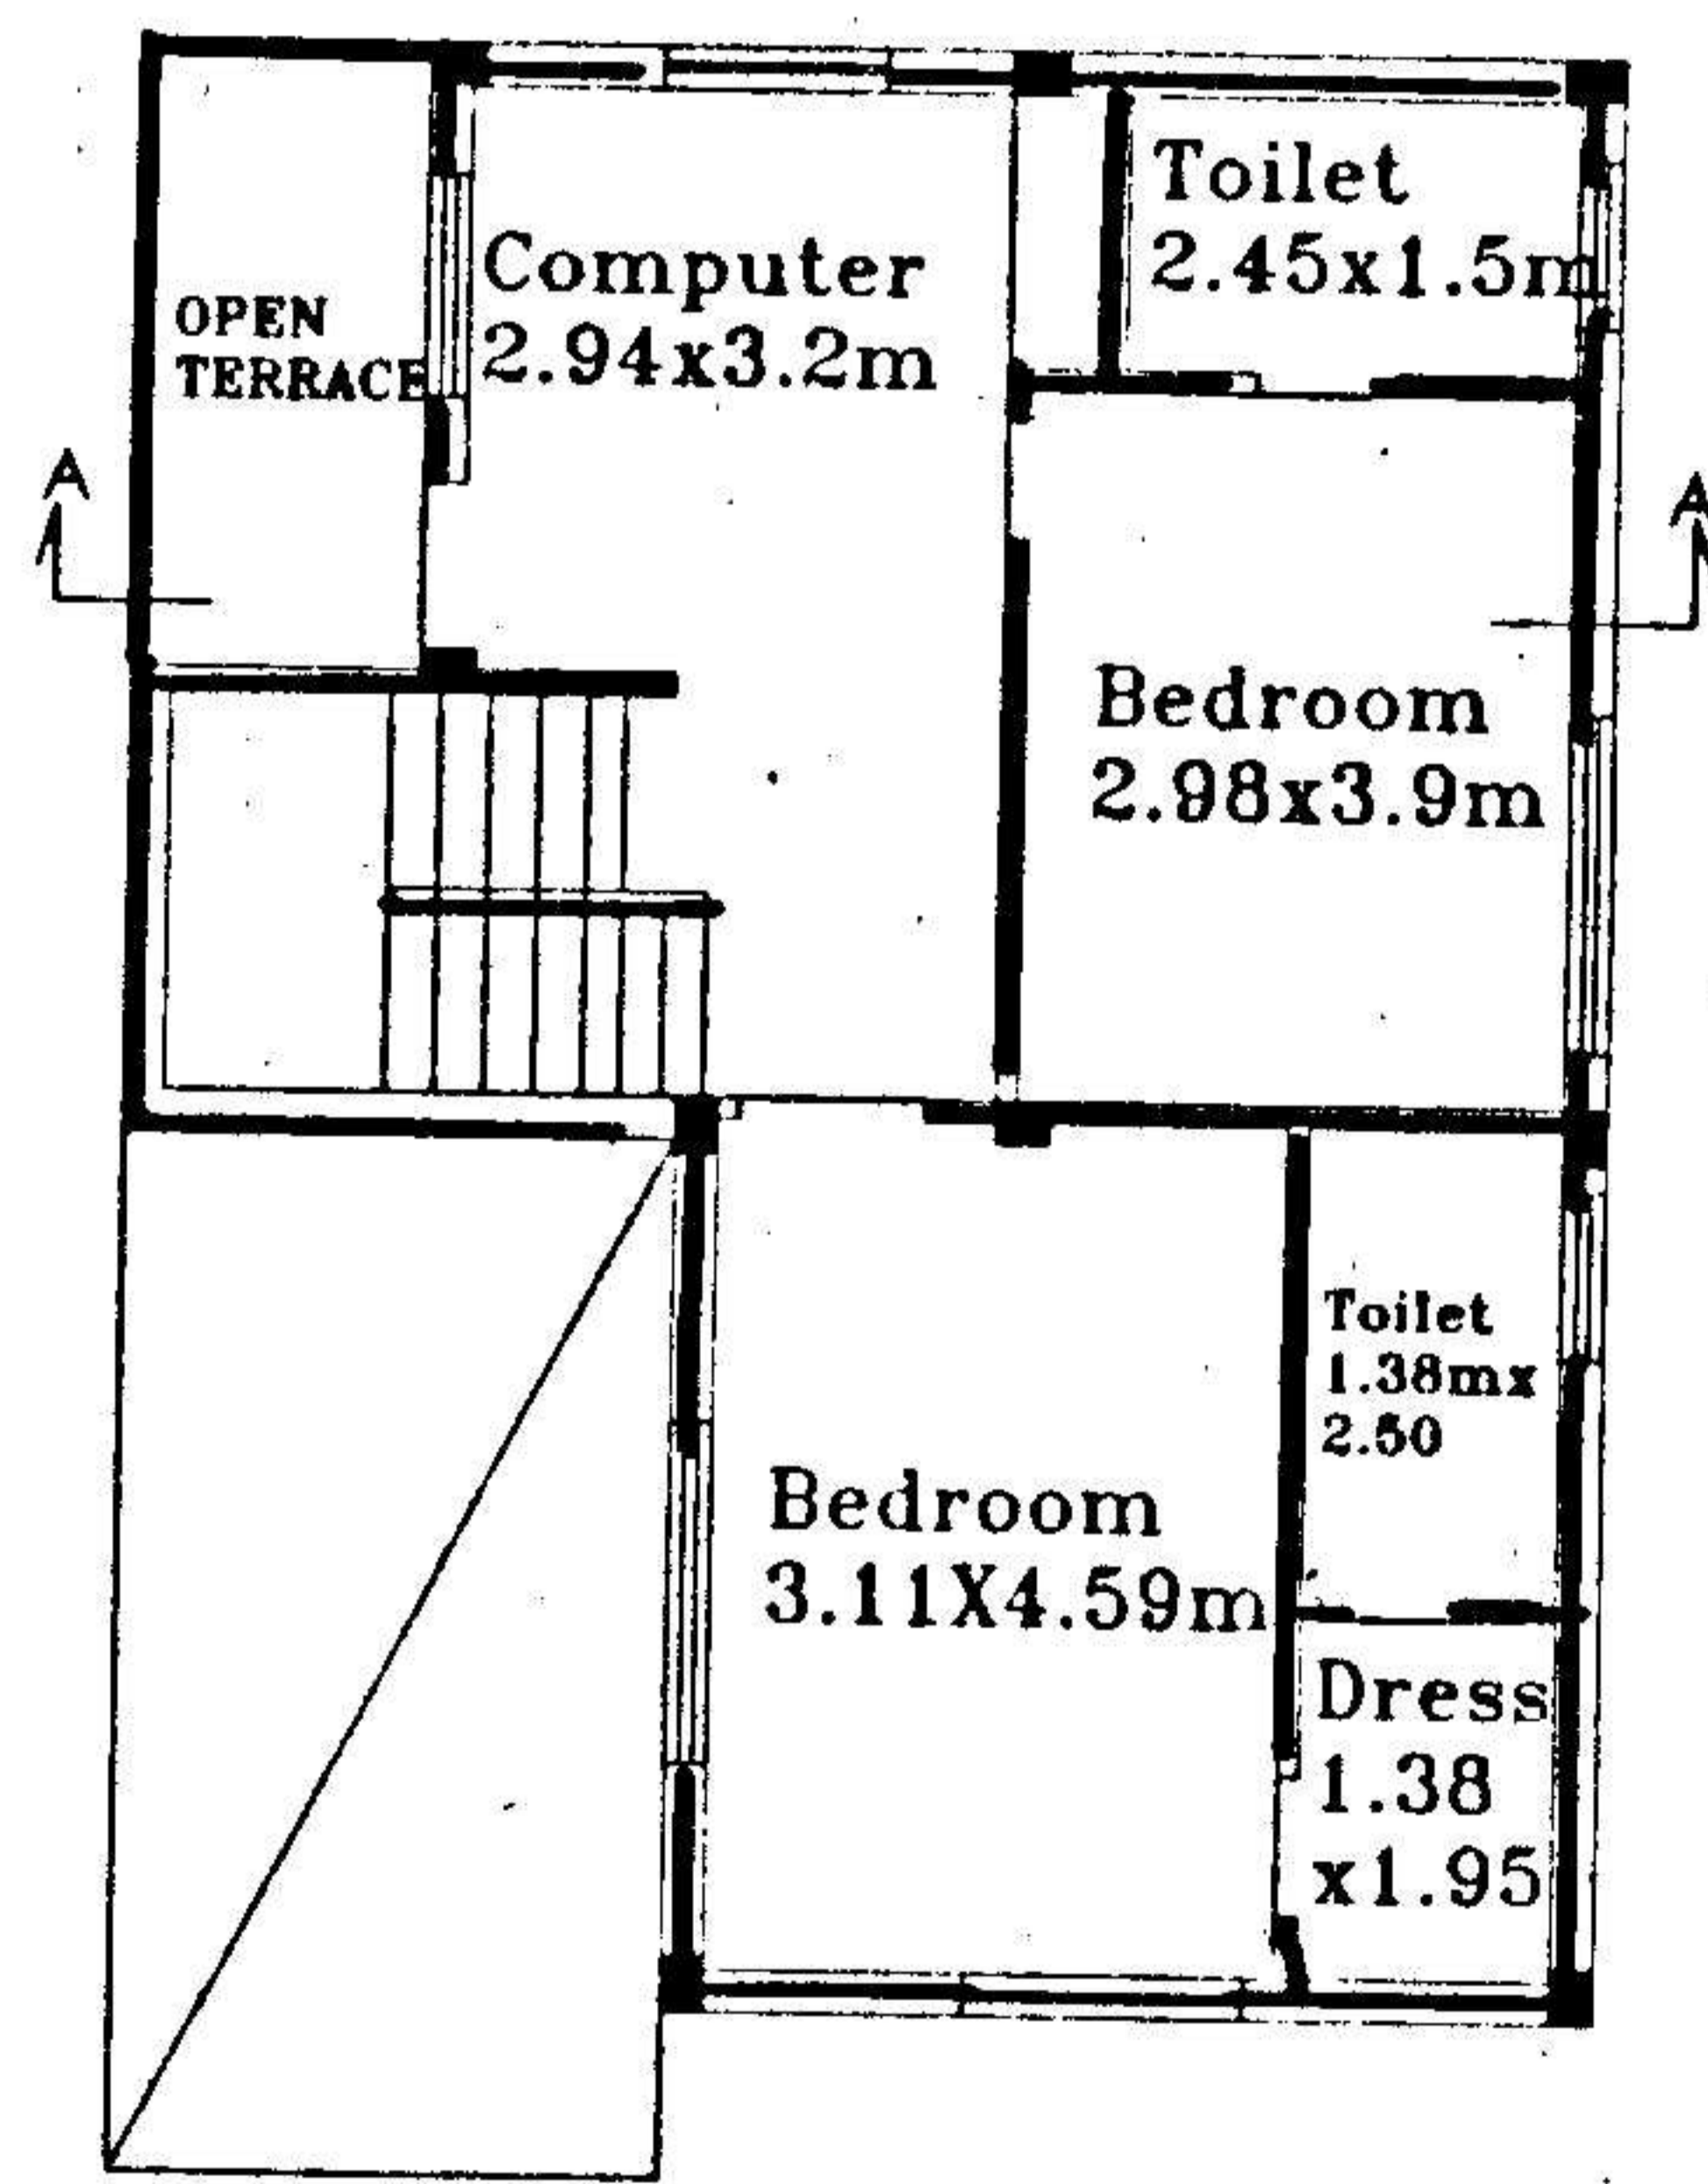 Toilet
2.45x1.5m
Computer
2.94x3.2m
OPEN
TERRACE
A
A
Bedroom
2.98x3.9m
Toilet
1.38mx
2.50
Bedroom
3.11X4.59m
Dress
1.38
x1.95